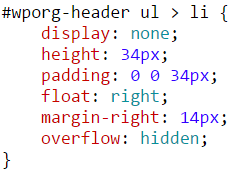 #wporg-header ul > li {
    display: none;
    height: 34px;
    padding: 0 0 34px;
    float: right;
    margin-right: 14px;
    overflow: hidden;
}